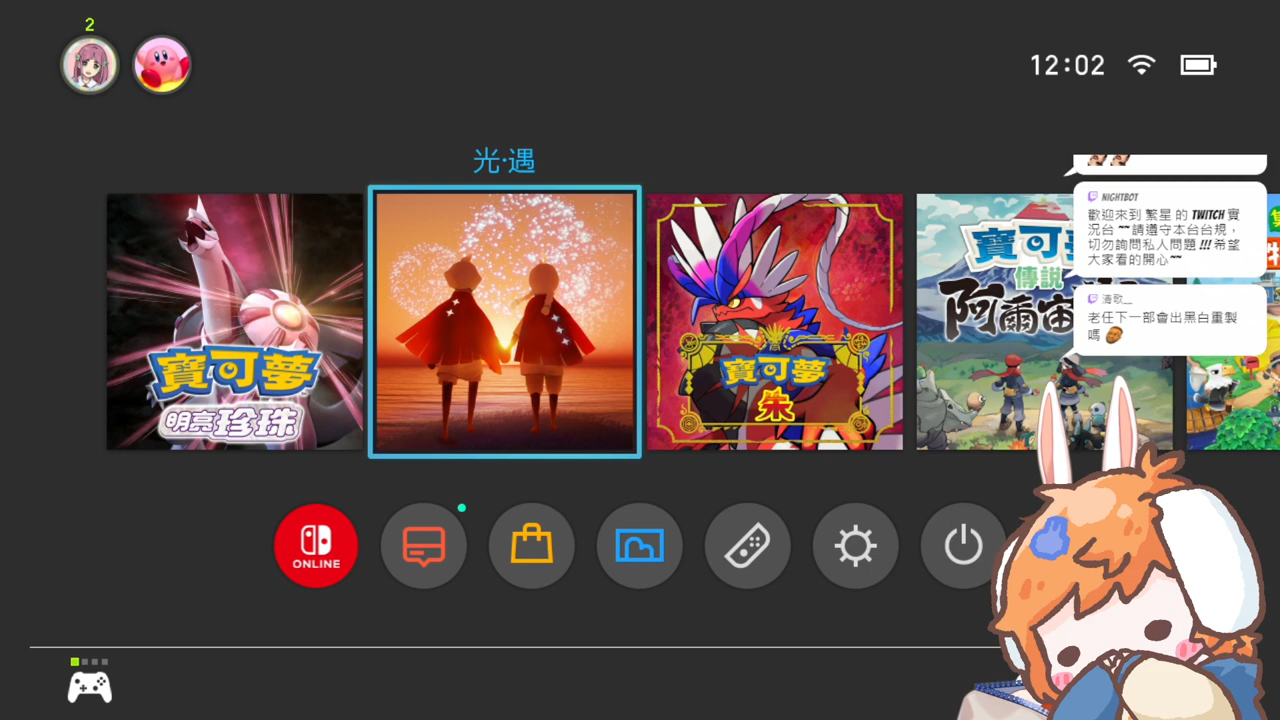 2
12:02
光·遇
寶可夢
明亮珍珠
寶可夢
朱
寶可夢
傳說
阿爾宙
NIGHTBOT
歡迎來到 繁星 的 TWITCH 實
況台 ~~請遵守本台台規，
切勿詢問私人問題 !!! 希望
大家看的開心~~
濤歌__
老任下一部會出黑白重製
嗎
ONLINE